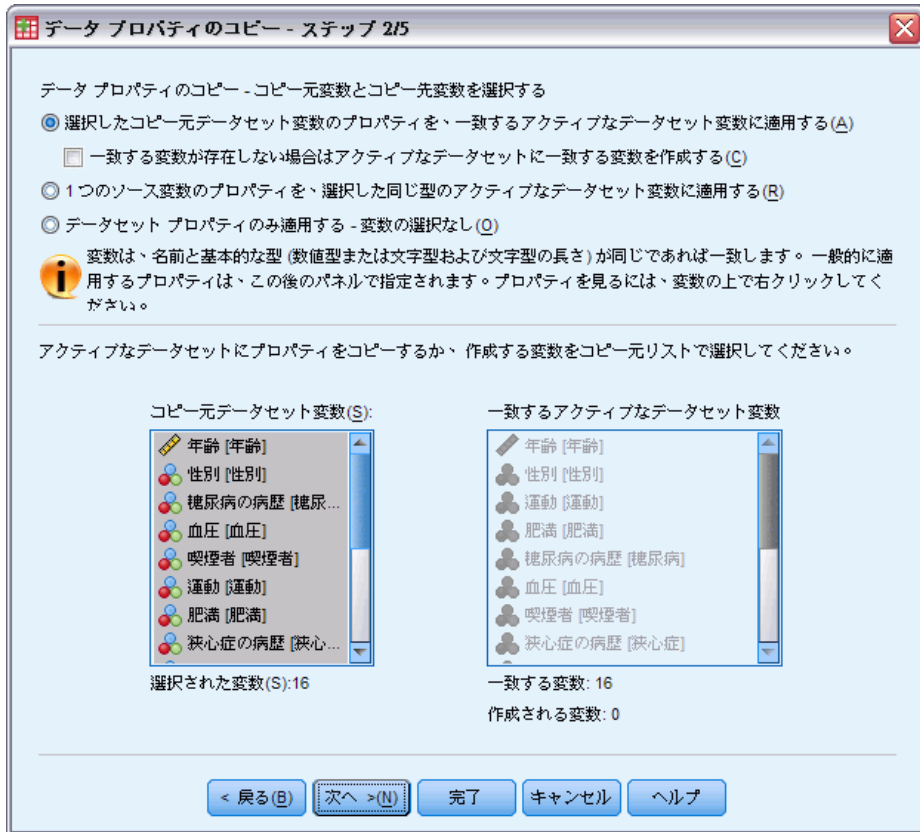 データ プロパティのコピー - ステップ 2/5
データ プロパティのコピー - コピー元変数とコピー先変数を選択する
選択したコピー元データセット変数のプロパティを、一致するアクティブなデータセット変数に適用する(A)
一致する変数が存在しない場合はアクティブなデータセットに一致する変数を作成する(C)
1 つのソース変数のプロパティを、選択した同じ型のアクティブなデータセット変数に適用する(R)
データセット プロパティのみ適用する - 変数の選択なし(O)
変数は、名前と基本的な型 (数値型または文字型および文字型の長さ) が同じであれば一致します。 一般的に適
用するプロパティは、この後のパネルで指定されます。プロパティを見るには、変数の上で右クリックしてく
ださい。
アクティブなデータセットにプロパティをコピーするか、 作成する変数をコピー元リストで選択してください。
コピー元データセット変数(S):
年齢 [年齢]
性別 [性別]
糖尿病の病歴 [糖尿...
血圧 [血圧]
喫煙者 [喫煙者]
運動 [運動]
肥満 [肥満]
狭心症の病歴 [狭心...
選択された変数(S):16
一致するアクティブなデータセット変数
年齢 [年齢]
性別 [性別]
運動 [運動]
肥満 [肥満]
糖尿病の病歴 [糖尿病]
血圧 [血圧]
喫煙者 [喫煙者]
狭心症の病歴 [狭心症]
一致する変数: 16
作成される変数: 0
< 戻る(B)
次へ >(N)
完了
キャンセル
ヘルプ